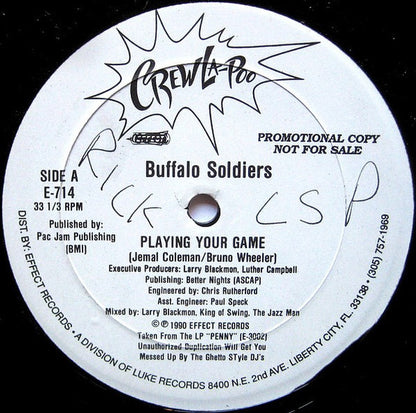 CREW LA-POO
EFFECT
PROMOTIONAL COPY
NOT FOR SALE
RICK LSP
Buffalo Soldiers
SIDE A
E-714
33 1/3 RPM
Published by:
Pac Jam Publishing
(BMI)
PLAYING YOUR GAME
(Jemal Coleman/Bruno Wheeler)
Executive Producers: Larry Blackmon, Luther Campbell
Publishing: Better Nights (ASCAP)
Engineered by: Chris Rutherford
Asst. Engineer: Paul Speck
Mixed by: Larry Blackmon, King of Swing, The Jazz Man
©℗ 1990 EFFECT RECORDS
Taken From The LP "PENNY" (E-3002)
Unauthorized Duplication Will Get You
Messed Up By The Ghetto STyle DJ's
DIST. BY: EFFECT RECORDS • A DIVISION OF LUKE RECORDS 8400 N.E. 2nd AVE. LIBERTY CITY, FL 33138 • (305) 757-1969